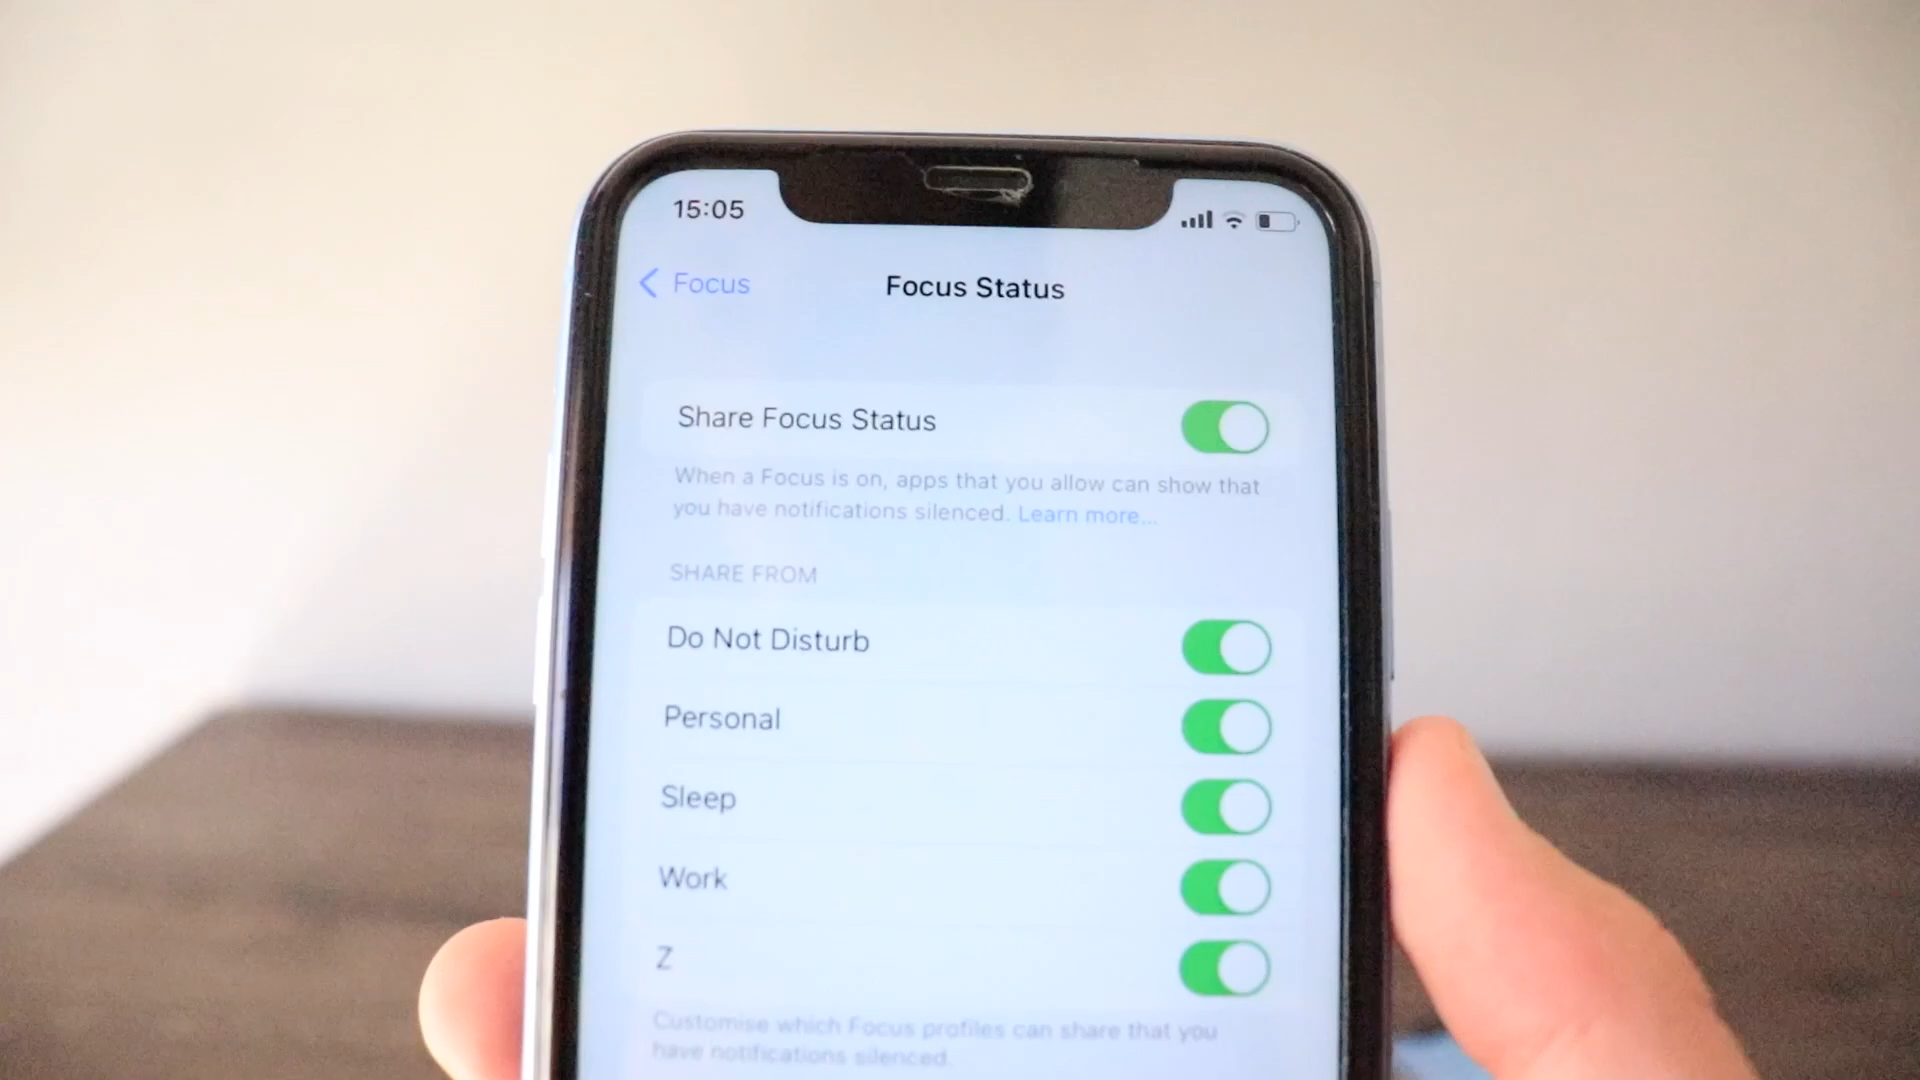 15:05
Focus
Focus Status
Share Focus Status
When a Focus is on, apps that you allow can show that
you have notifications silenced. Learn more...
SHARE FROM
Do Not Disturb
Personal
Sleep
Work
Z
Customise which Focus profiles can share that you
have notifications silenced.